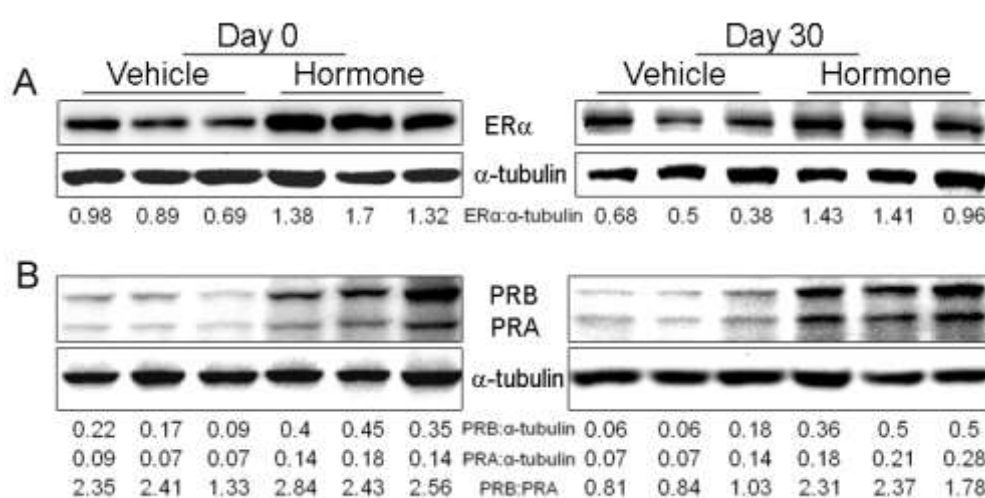 Day 0 Day 30
A Vehicle Hormone Vehicle Hormone
ERα
α-tubulin
0.98 0.89 0.69 1.38 1.7 1.32 ERα:α-tubulin 0.68 0.5 0.38 1.43 1.41 0.96
B PRB
PRA
α-tubulin
0.22 0.17 0.09 0.4 0.45 0.35 PRB:α-tubulin 0.06 0.06 0.18 0.36 0.5 0.5
0.09 0.07 0.07 0.14 0.18 0.14 PRA:α-tubulin 0.07 0.07 0.14 0.18 0.21 0.28
2.35 2.41 1.33 2.84 2.43 2.56 PRB:PRA 0.81 0.84 1.03 2.31 2.37 1.78